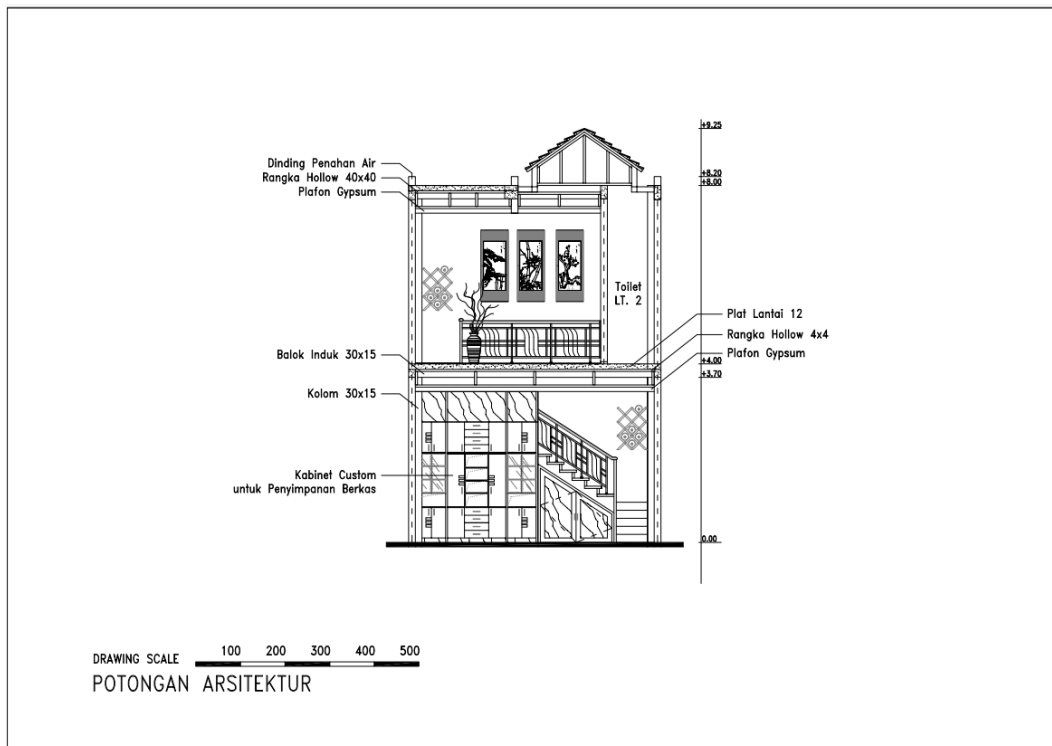 +9.25
Dinding Penahan Air
Rangka Hollow 40x40
Plafon Gypsum
+8.20
+8.00
Toilet
LT. 2
Plat Lantai 12
Rangka Hollow 4x4
Plafon Gypsum
+4.00
+3.70
Balok Induk 30x15
Kolom 30x15
Kabinet Custom
untuk Penyimpanan Berkas
0.00
DRAWING SCALE 100 200 300 400 500
POTONGAN ARSITEKTUR